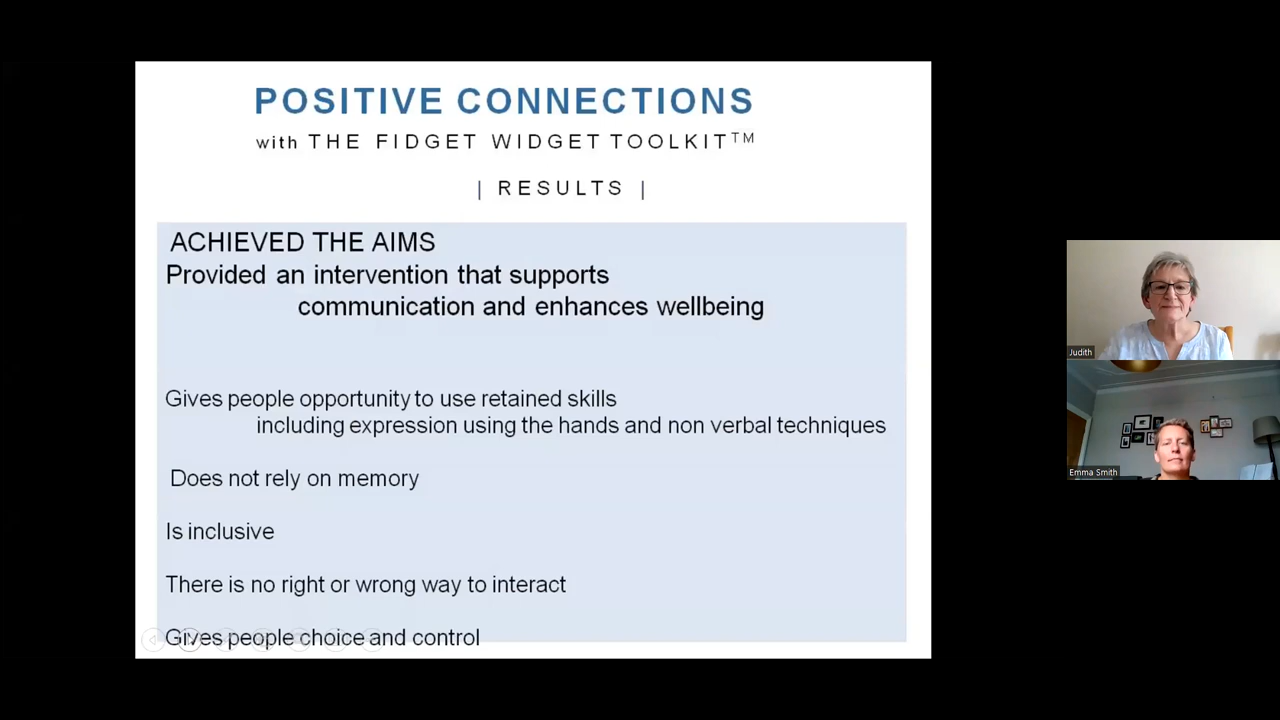 POSITIVE CONNECTIONS
with THE FIDGET WIDGET TOOLKIT™
| RESULTS |
ACHIEVED THE AIMS
Provided an intervention that supports
communication and enhances wellbeing
Gives people opportunity to use retained skills
including expression using the hands and non verbal techniques
Does not rely on memory
Is inclusive
There is no right or wrong way to interact
Gives people choice and control
Judith
Emma Smith